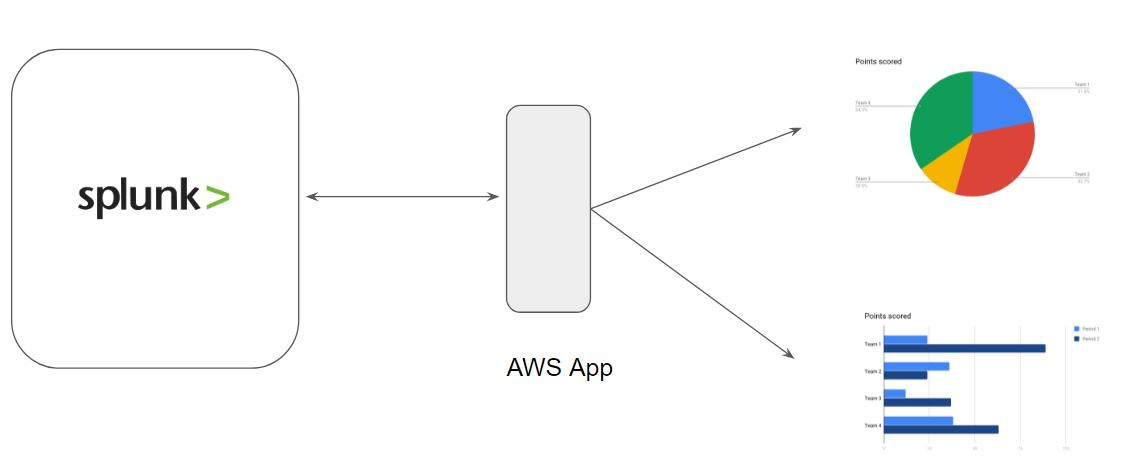 splunk>
AWS App
Points scored
Team 1
Team 4
Team 3
Team 2
Points scored
Period 1
Period 2
Team 1
Team 2
Team 3
Team 4